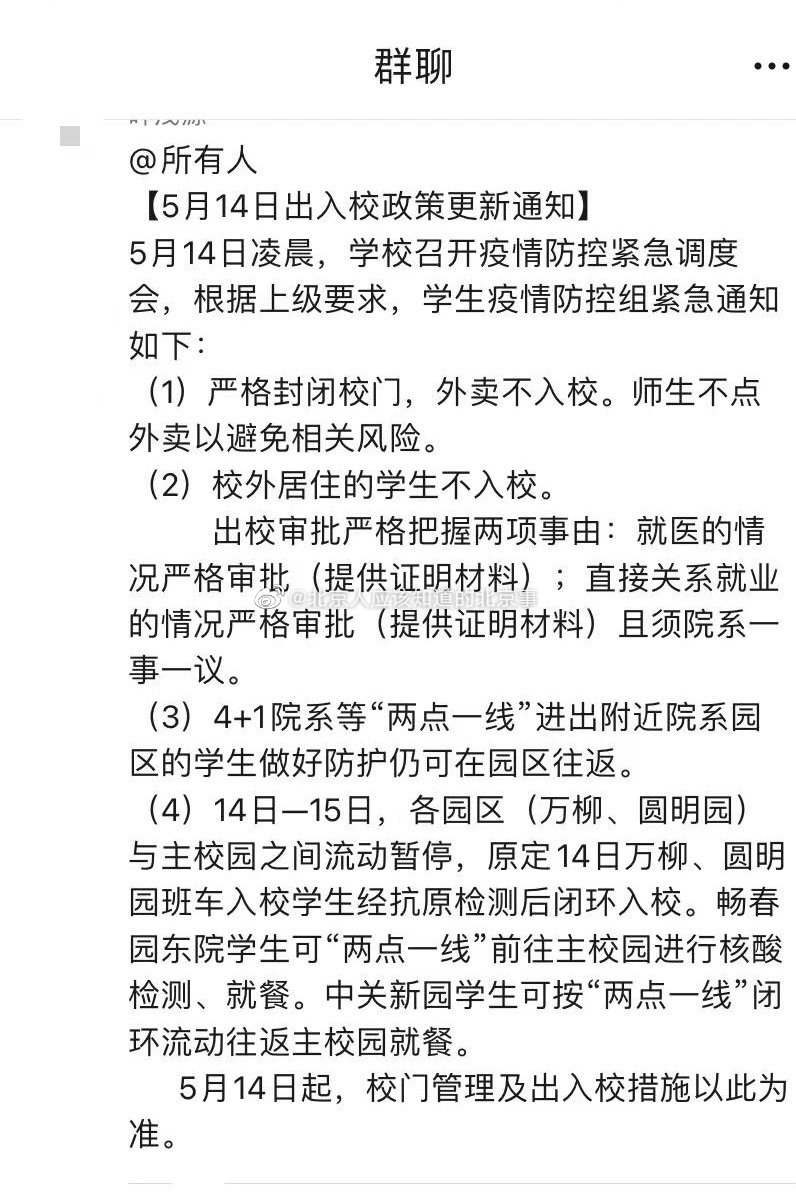 群聊
@所有人
【5月14日出入校政策更新通知】
5月14日凌晨，学校召开疫情防控紧急调度
会，根据上级要求，学生疫情防控组紧急通知
如下：
（1）严格封闭校门，外卖不入校。师生不点
外卖以避免相关风险。
（2）校外居住的学生不入校。
出校审批严格把握两项事由：就医的情
况严格审批（提供证明材料）；直接关系就业
@北京人应该知道的北京事
的情况严格审批（提供证明材料）且须院系一
事一议。
（3）4+1院系等“两点一线”进出附近院系园
区的学生做好防护仍可在园区往返。
（4）14日—15日，各园区（万柳、圆明园）
与主校园之间流动暂停，原定14日万柳、圆明
园班车入校学生经抗原检测后闭环入校。畅春
园东院学生可“两点一线”前往主校园进行核酸
检测、就餐。中关新园学生可按“两点一线”闭
环流动往返主校园就餐。
5月14日起，校门管理及出入校措施以此为
准。